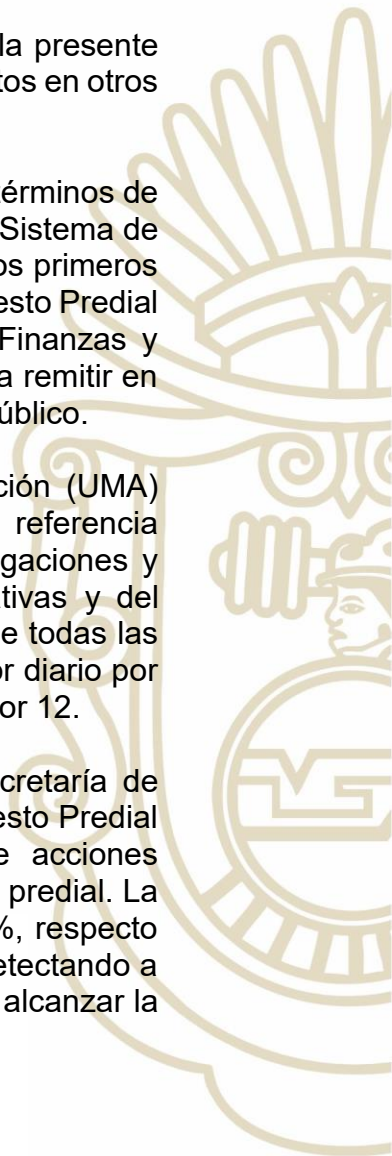 la presente
tos en otros
términos de
Sistema de
os primeros
esto Predial
Finanzas y
a remitir en
úblico.
ción (UMA)
referencia
gaciones y
tivas y del
e todas las
or diario por
or 12.
cretaría de
esto Predial
e acciones
predial. La
%, respecto
etectando a
alcanzar la